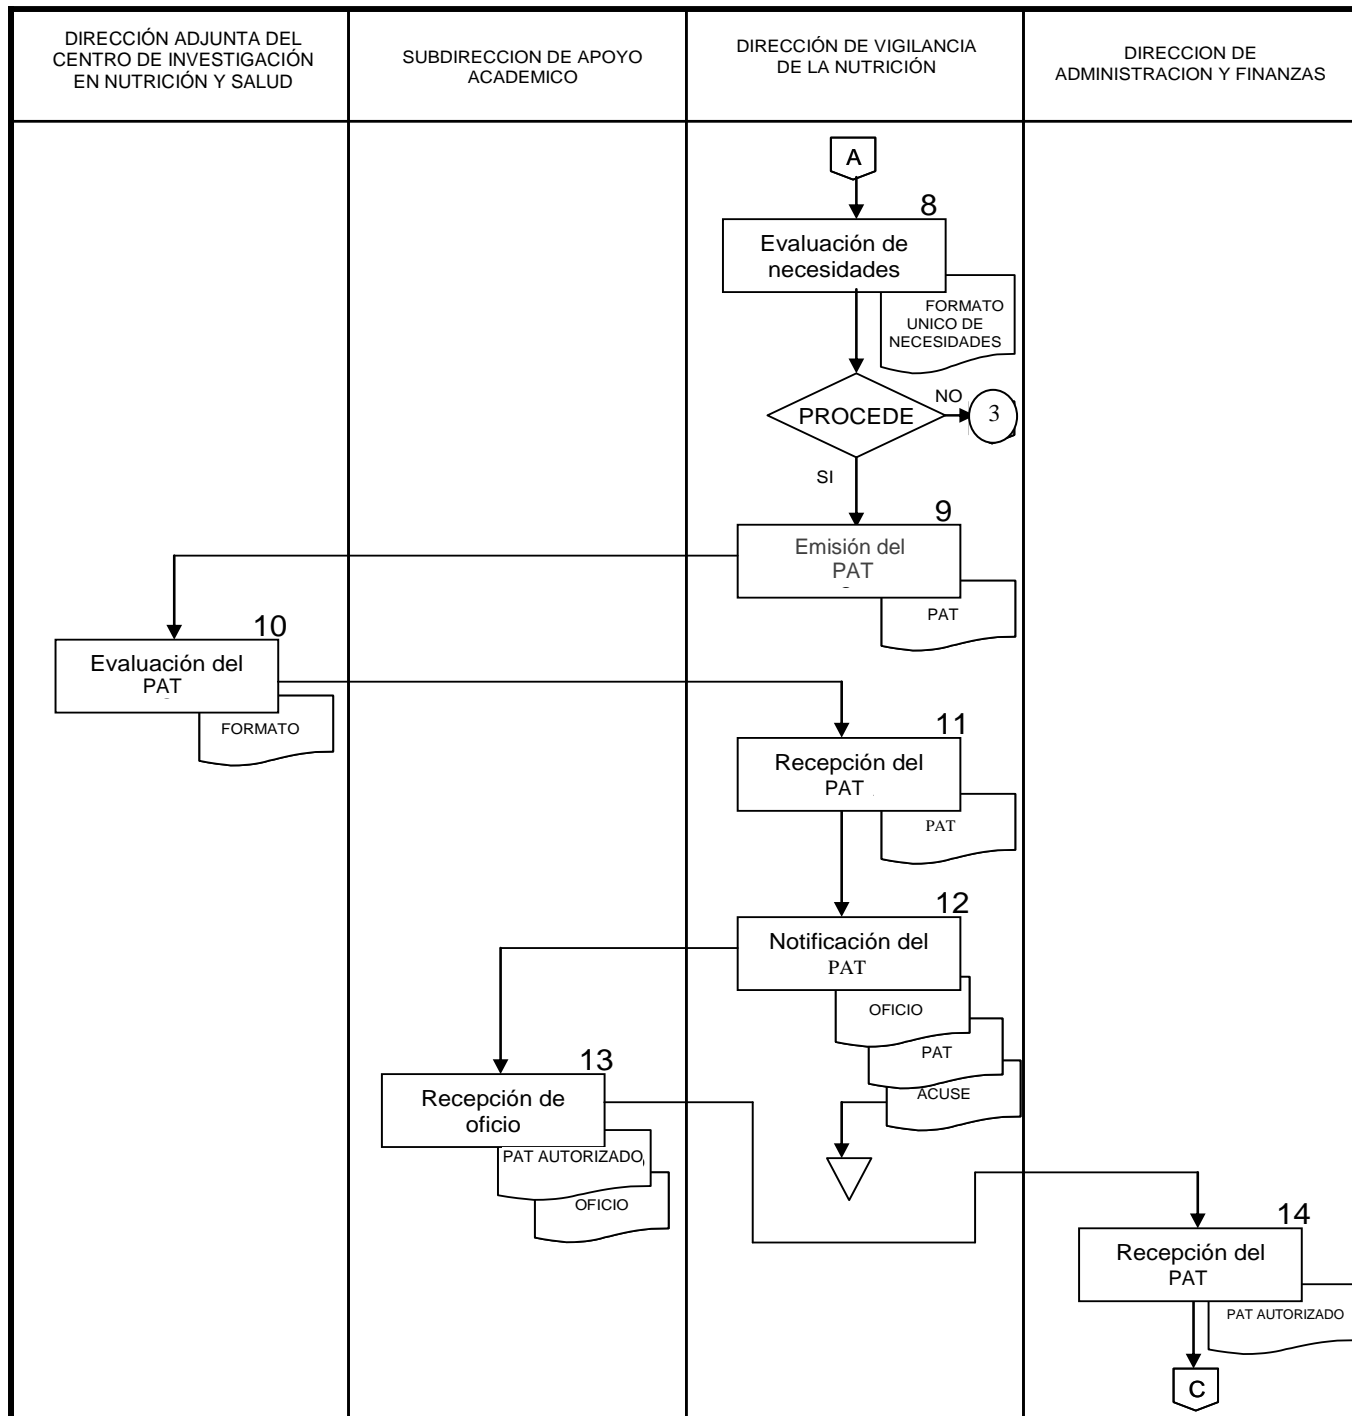 DIRECCIÓN ADJUNTA DEL
CENTRO DE INVESTIGACIÓN
EN NUTRICIÓN Y SALUD
SUBDIRECCION DE APOYO
ACADEMICO
DIRECCIÓN DE VIGILANCIA
DE LA NUTRICIÓN
DIRECCION DE
ADMINISTRACION Y FINANZAS
A
8
Evaluación de
necesidades
FORMATO
UNICO DE
NECESIDADES
PROCEDE
NO
3
SI
9
Emisión del
PAT
PAT
10
Evaluación del
PAT
FORMATO
11
Recepción del
PAT
PAT
12
Notificación del
PAT
OFICIO
PAT
ACUSE
13
Recepción de
oficio
PAT AUTORIZADO
OFICIO
14
Recepción del
PAT
PAT AUTORIZADO
C